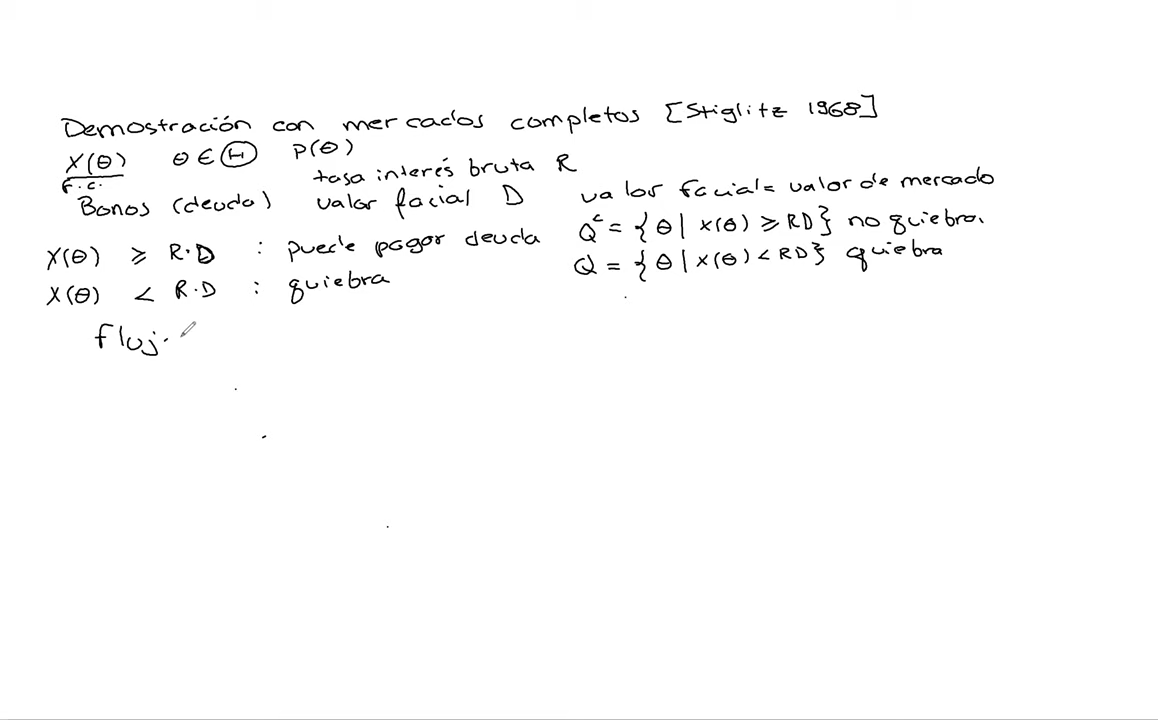 Demostración con mercados completos [Stiglitz 1968]
X(θ) θ ∈ Θ P(θ)
F.C. tasa interés bruta R
Bonos (deuda) valor facial D valor facial = valor de mercado
X(θ) ≥ R·D : puede pagar deuda Qᶜ = {θ | X(θ) ≥ RD} no quiebra.
X(θ) < R·D : quiebra Q = {θ | X(θ) < RD} quiebra
fluj